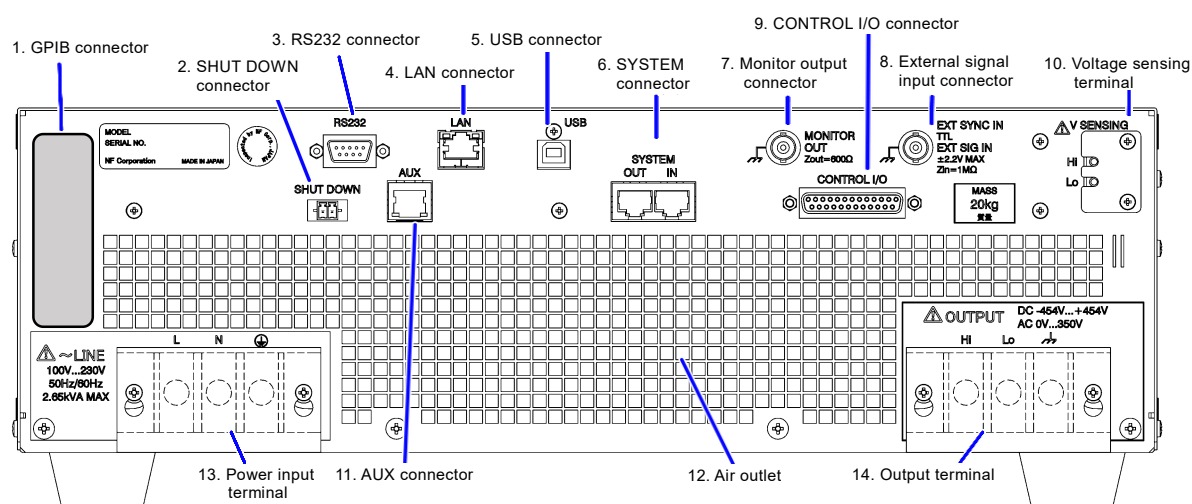 9. CONTROL I/O connector
1. GPIB connector
3. RS232 connector
5. USB connector
2. SHUT DOWN
connector
4. LAN connector
6. SYSTEM
connector
7. Monitor output
connector
8. External signal
input connector
10. Voltage sensing
terminal
MODEL
SERIAL NO.
NF Corporation
MADE IN JAPAN
RS232
LAN
USB
MONITOR
OUT
Zout=600Ω
EXT SYNC IN
TTL
EXT SIG IN
±2.2V MAX
Zin=1MΩ
V SENSING
Hi
Lo
SHUT DOWN
AUX
SYSTEM
OUT IN
CONTROL I/O
MASS
20kg
質量
~LINE
100V...230V
50Hz/60Hz
2.65kVA MAX
L N
OUTPUT
DC -454V...+454V
AC 0V...350V
Hi Lo
13. Power input
terminal
11. AUX connector
12. Air outlet
14. Output terminal